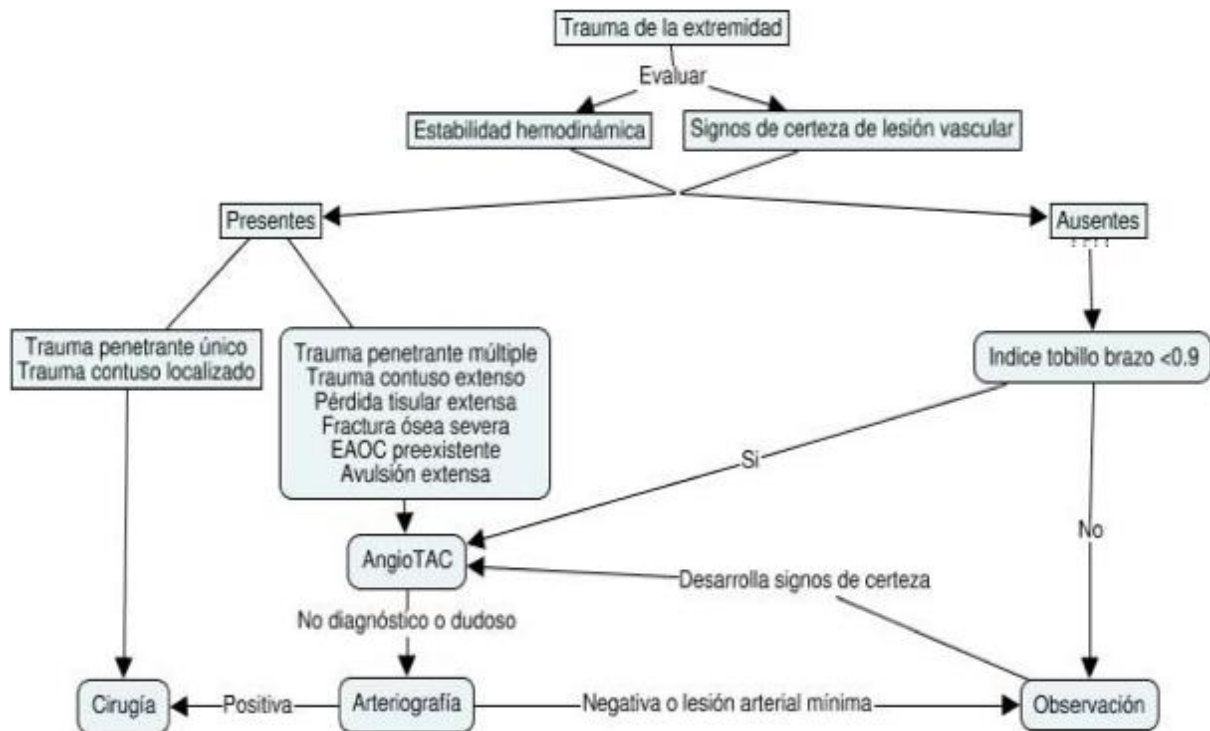 Trauma de la extremidad
Evaluar
Estabilidad hemodinámica
Signos de certeza de lesión vascular
Presentes
Ausentes
Trauma penetrante único
Trauma contuso localizado
Trauma penetrante múltiple
Trauma contuso extenso
Pérdida tisular extensa
Fractura ósea severa
EAOC preexistente
Avulsión extensa
Indice tobillo brazo <0.9
Si
No
AngioTAC
Desarrolla signos de certeza
No diagnóstico o dudoso
Cirugía
Positiva
Arteriografía
Negativa o lesión arterial mínima
Observación